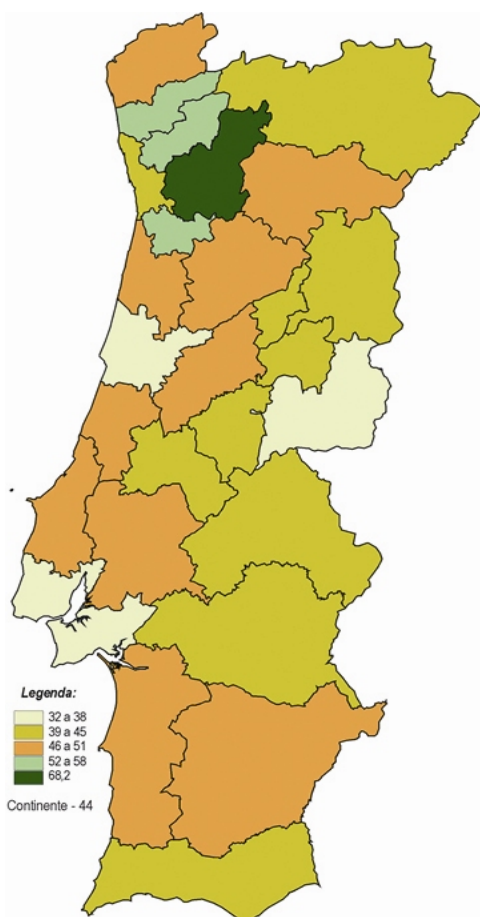 Legenda:
32 a 38
39 a 45
46 a 51
52 a 58
68,2
Continente - 44